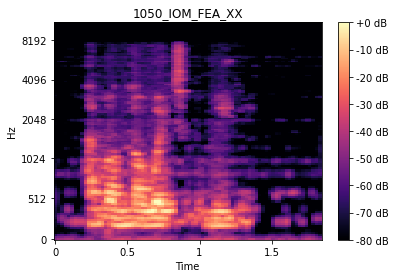 1050_IOM_FEA_XX
+0 dB
8192
-10 dB
4096
-20 dB
-30 dB
2048
Hz
-40 dB
1024
-50 dB
512
-60 dB
-70 dB
0
-80 dB
0 0.5 1 1.5
Time